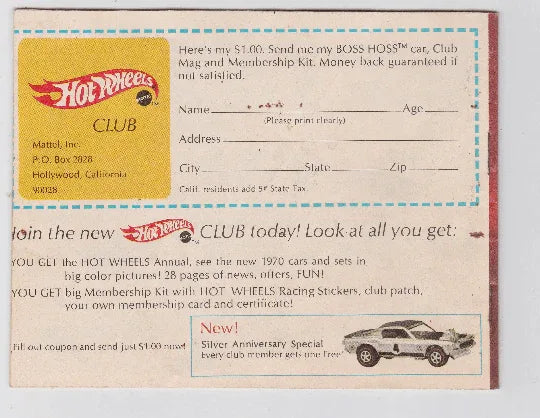 Here's my $1.00. Send me my BOSS HOSS™ car, Club
Mag and Membership Kit. Money back guaranteed if
not satisfied.
HOT WHEELS
MATTEL
CLUB
Mattel, Inc.
P.O. Box 2828
Hollywood, California
90028
Name Age
(Please print clearly)
Address
City State Zip
Calif. residents add 5¢ State Tax
Join the new HOT WHEELS CLUB today! Look at all you get:
YOU GET the HOT WHEELS Annual, see the new 1970 cars and sets in
big color pictures! 28 pages of news, offers, FUN!
YOU GET big Membership Kit with HOT WHEELS Racing Stickers, club patch,
your own membership card and certificate!
Fill out coupon and send just $1.00 now!
New!
Silver Anniversary Special
Every club member gets one Free!
4